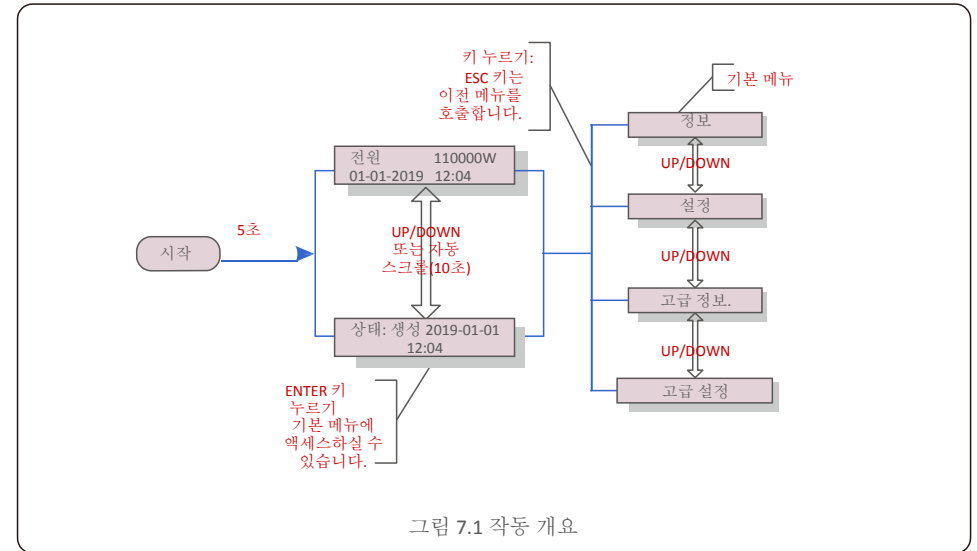 키 누르기:
ESC 키는
이전 메뉴를
호출합니다.
기본 메뉴
정보
전원 110000W
01-01-2019 12:04
UP/DOWN
설정
5초
시작
UP/DOWN
또는 자동
스크롤(10초)
UP/DOWN
고급 정보.
상태: 생성 2019-01-01
12:04
UP/DOWN
고급 설정
ENTER 키
누르기
기본 메뉴에
액세스하실 수
있습니다.
그림 7.1 작동 개요